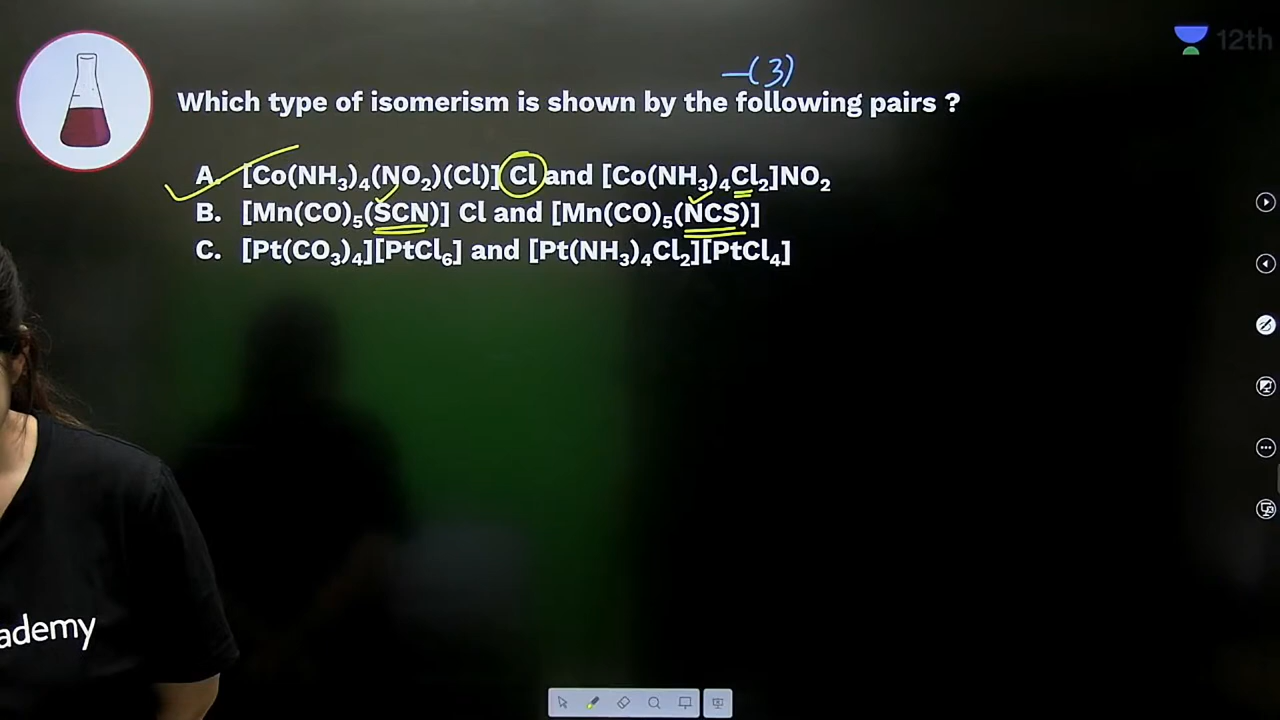 12th
-(3)
Which type of isomerism is shown by the following pairs ?
A. [Co(NH₃)₄(NO₂)(Cl)] Cl and [Co(NH₃)₄Cl₂]NO₂
B. [Mn(CO)₅(SCN)] Cl and [Mn(CO)₅(NCS)]
C. [Pt(CO₃)₄][PtCl₆] and [Pt(NH₃)₄Cl₂][PtCl₄]
ademy